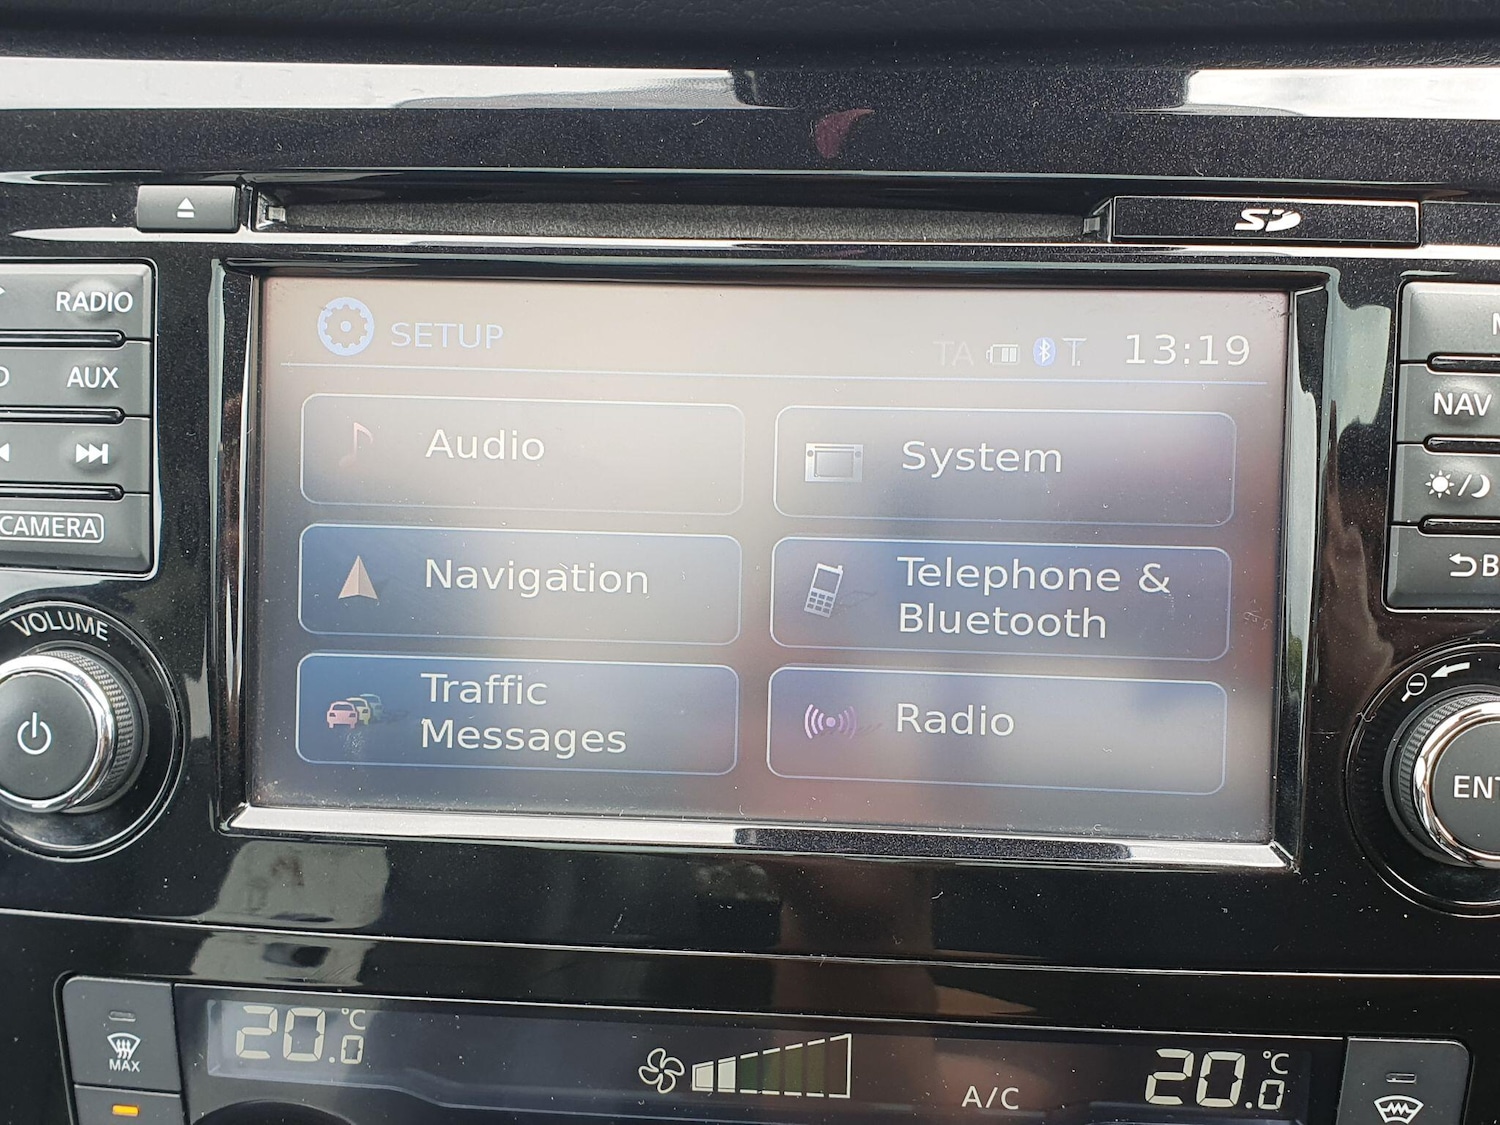 SD
RADIO
AUX
CAMERA
VOLUME
SETUP
TA
13:19
Audio
System
Navigation
Telephone &
Bluetooth
Traffic
Messages
Radio
NAV
MAX
20.0 °C
A/C
20.0 °C